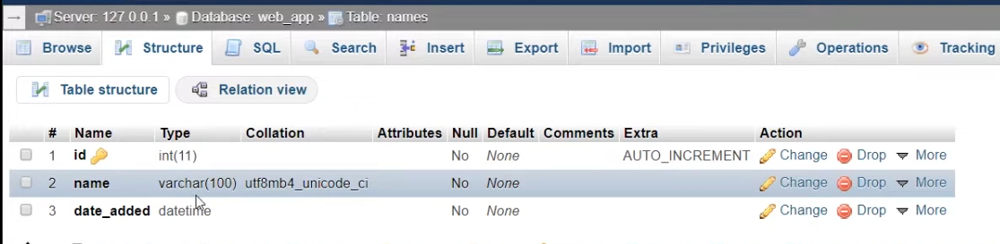 Server: 127.0.0.1 » Database: web_app » Table: names
Browse Structure SQL Search Insert Export Import Privileges Operations Tracking
Table structure Relation view
# Name Type Collation Attributes Null Default Comments Extra Action
1 id int(11) No None AUTO_INCREMENT Change Drop More
2 name varchar(100) utf8mb4_unicode_ci No None Change Drop More
3 date_added datetime No None Change Drop More